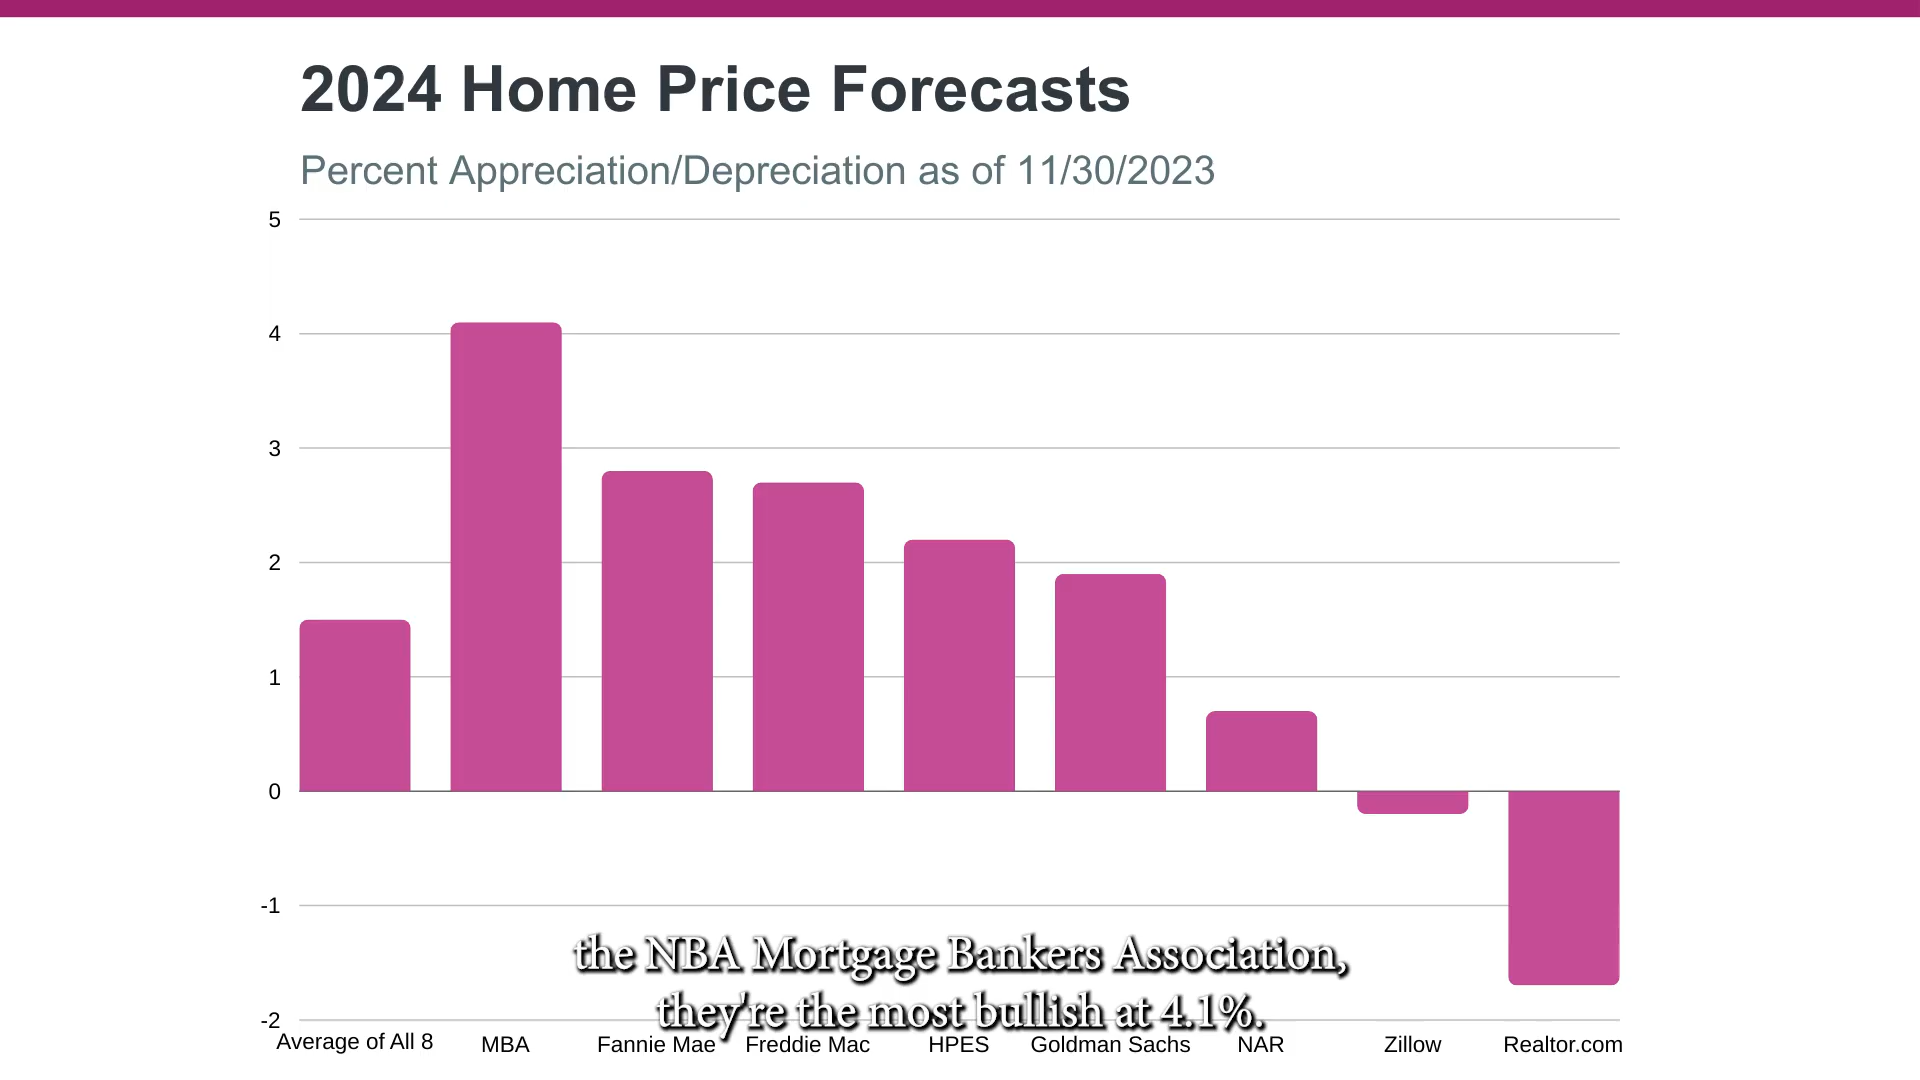 2024 Home Price Forecasts
Percent Appreciation/Depreciation as of 11/30/2023
5
4
3
2
1
0
-1
-2
the NBA Mortgage Bankers Association,
they're the most bullish at 4.1%.
Average of All 8 MBA Fannie Mae Freddie Mac HPES Goldman Sachs NAR Zillow Realtor.com